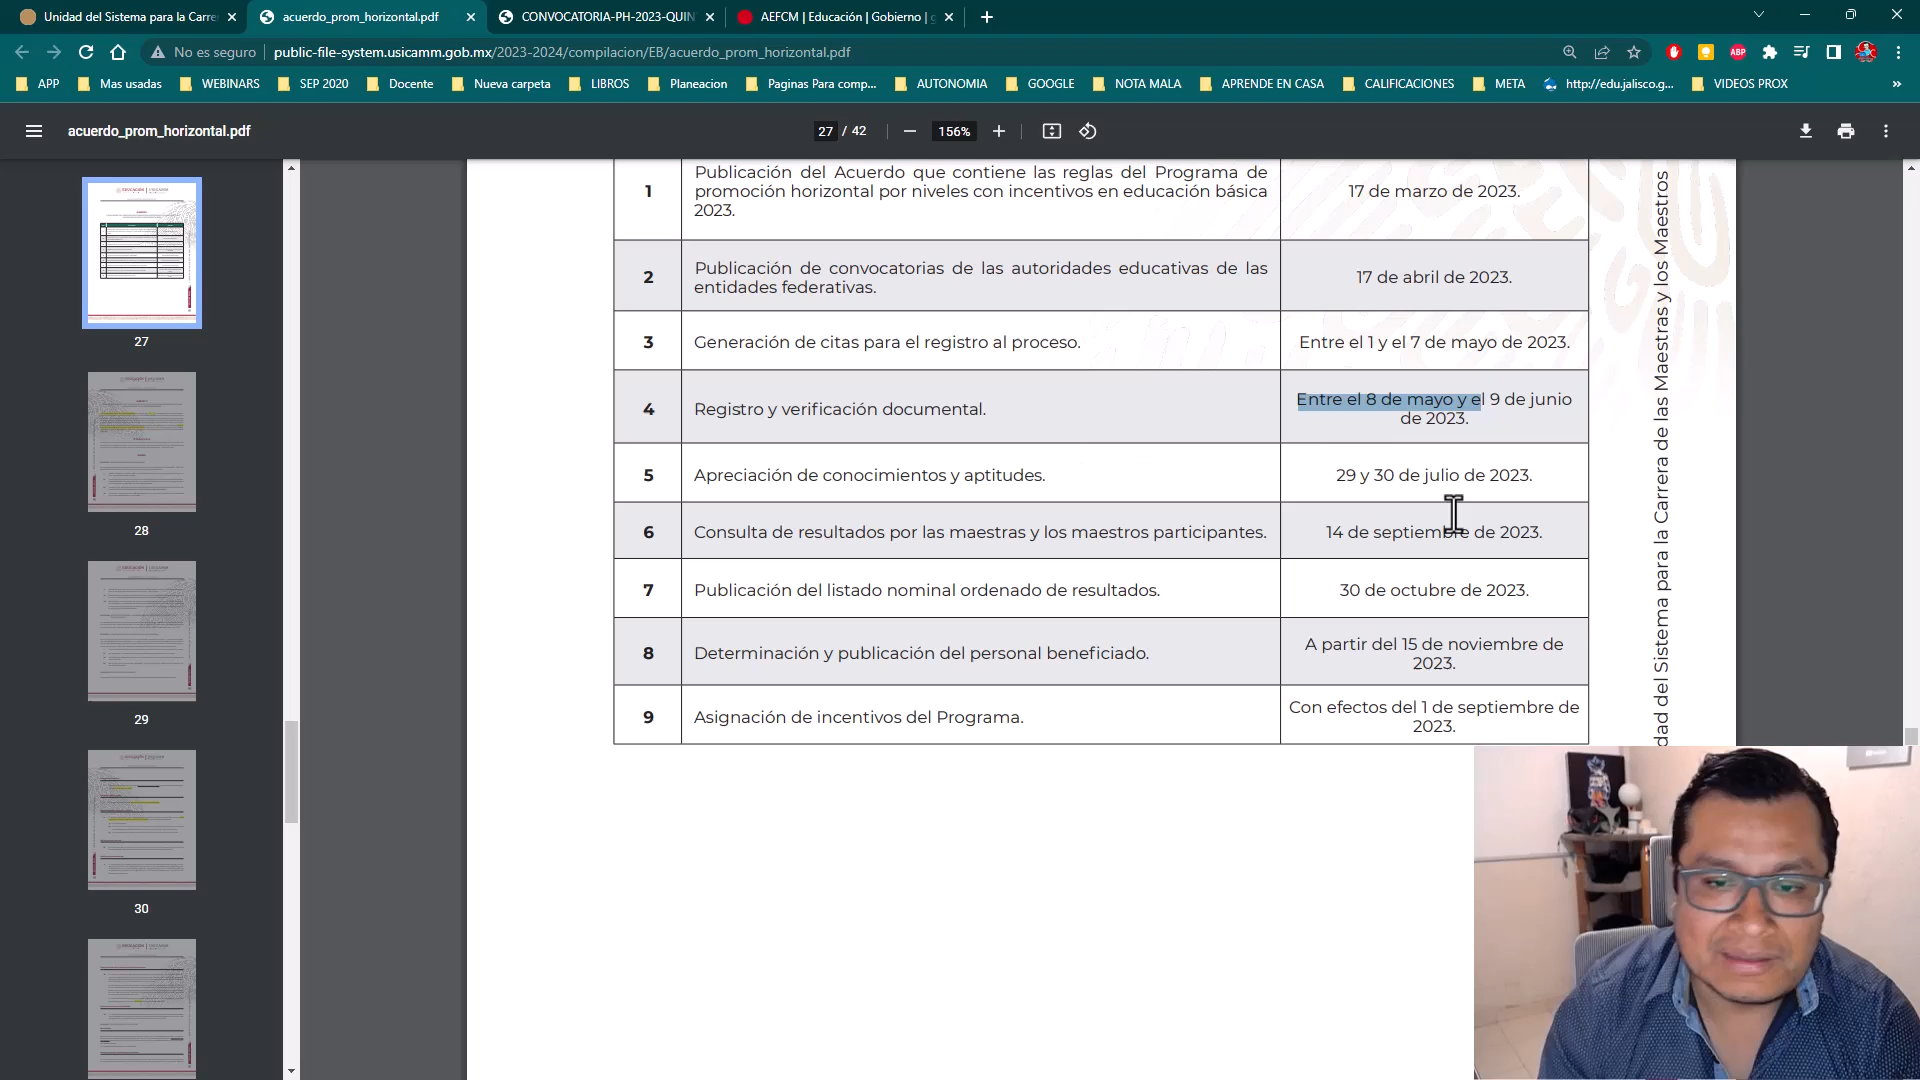 Unidad del Sistema para la Carre
acuerdo_prom_horizontal.pdf
CONVOCATORIA-PH-2023-QUIN
AEFCM | Educación | Gobierno | g
No es seguro
public-file-system.usicamm.gob.mx/2023-2024/compilacion/EB/acuerdo_prom_horizontal.pdf
ABP
APP
Mas usadas
WEBINARS
SEP 2020
Docente
Nueva carpeta
LIBROS
Planeacion
Paginas Para comp...
AUTONOMIA
GOOGLE
NOTA MALA
APRENDE EN CASA
CALIFICACIONES
META
http://edu.jalisco.g...
VIDEOS PROX
»
acuerdo_prom_horizontal.pdf
27 / 42
156%
27
28
29
30
1
Publicación del Acuerdo que contiene las reglas del Programa de
promoción horizontal por niveles con incentivos en educación básica
2023.
17 de marzo de 2023.
2
Publicación de convocatorias de las autoridades educativas de las
entidades federativas.
17 de abril de 2023.
3
Generación de citas para el registro al proceso.
Entre el 1 y el 7 de mayo de 2023.
4
Registro y verificación documental.
Entre el 8 de mayo y el 9 de junio
de 2023.
5
Apreciación de conocimientos y aptitudes.
29 y 30 de julio de 2023.
6
Consulta de resultados por las maestras y los maestros participantes.
14 de septiembre de 2023.
7
Publicación del listado nominal ordenado de resultados.
30 de octubre de 2023.
8
Determinación y publicación del personal beneficiado.
A partir del 15 de noviembre de
2023.
9
Asignación de incentivos del Programa.
Con efectos del 1 de septiembre de
2023.
dad del Sistema para la Carrera de las Maestras y los Maestros